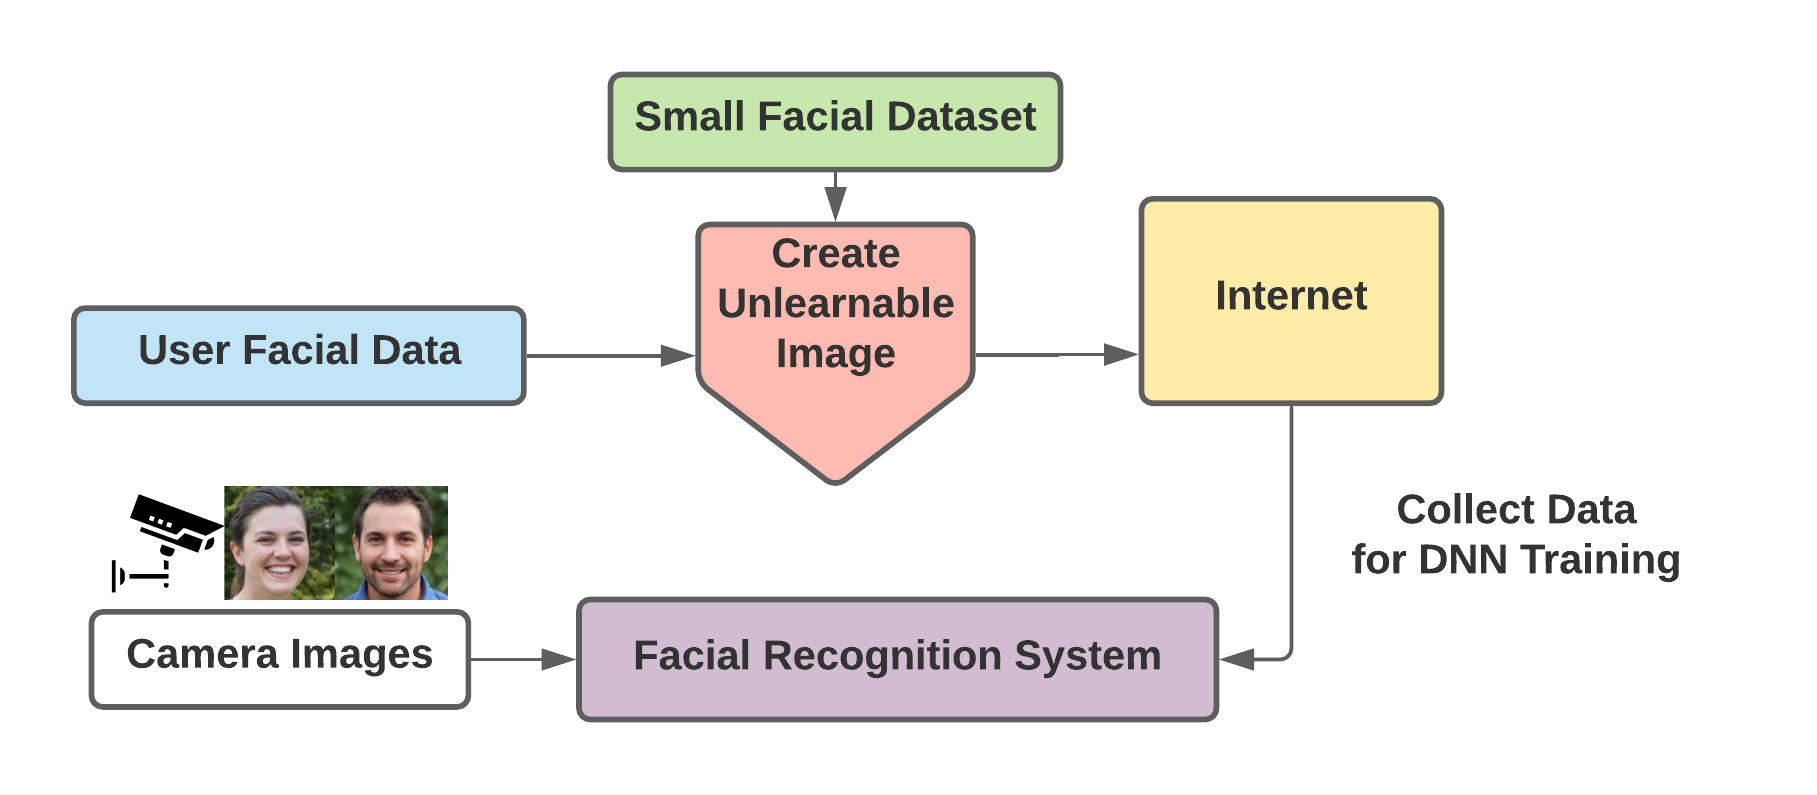 Small Facial Dataset
Create
Unlearnable
Image
Internet
User Facial Data
Collect Data
for DNN Training
Camera Images
Facial Recognition System